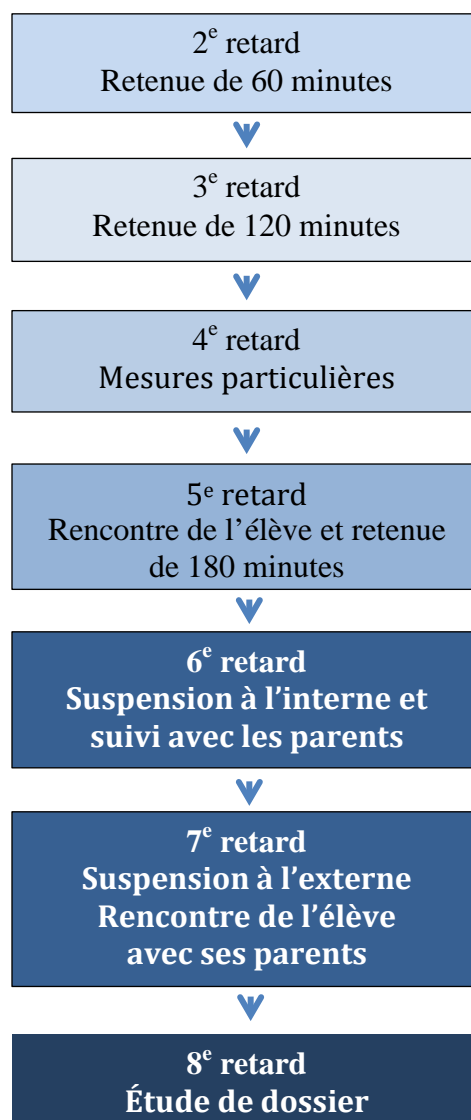 2e retard
Retenue de 60 minutes
3e retard
Retenue de 120 minutes
4e retard
Mesures particulières
5e retard
Rencontre de l’élève et retenue
de 180 minutes
6e retard
Suspension à l’interne et
suivi avec les parents
7e retard
Suspension à l’externe
Rencontre de l’élève
avec ses parents
8e retard
Étude de dossier